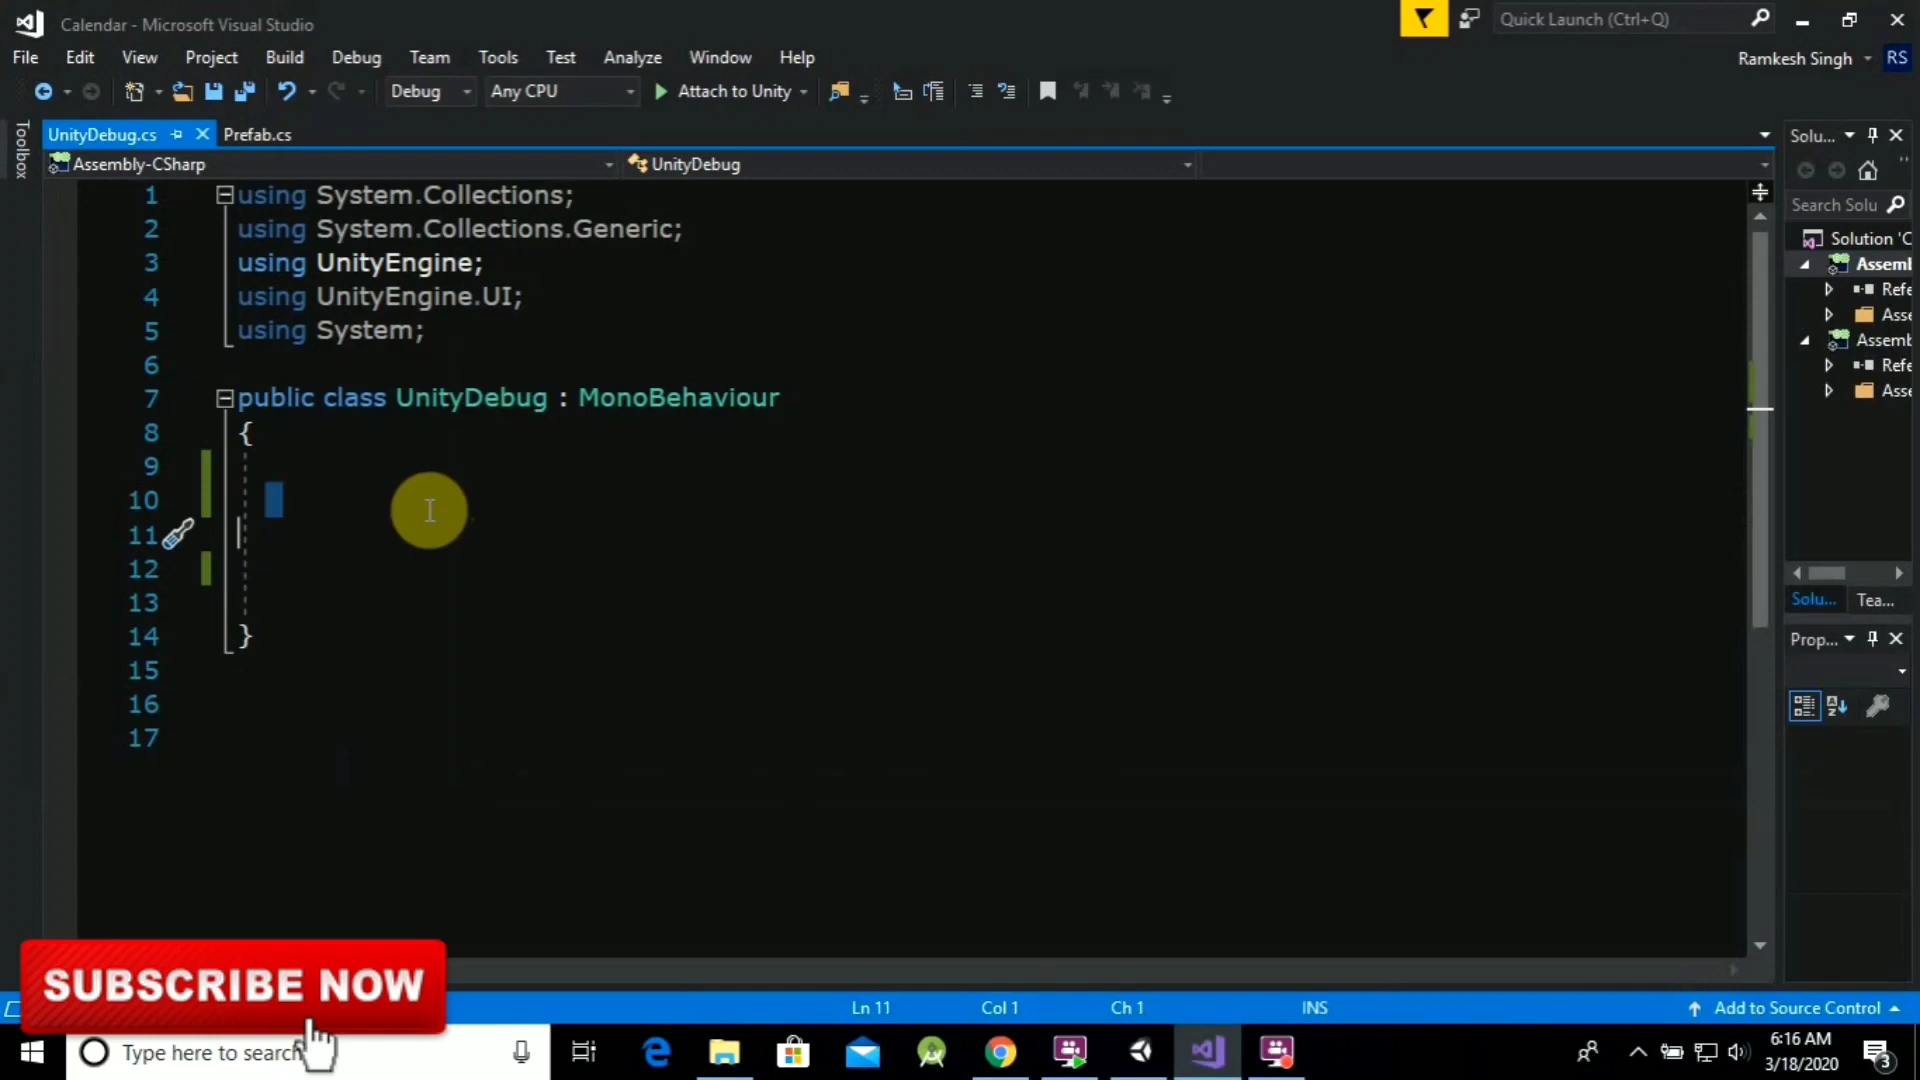 Calendar - Microsoft Visual Studio
Quick Launch (Ctrl+Q)
File Edit View Project Build Debug Team Tools Test Analyze Window Help
Ramkesh Singh RS
Debug Any CPU Attach to Unity
Toolbox
UnityDebug.cs Prefab.cs
Assembly-CSharp UnityDebug
1 using System.Collections;
2 using System.Collections.Generic;
3 using UnityEngine;
4 using UnityEngine.UI;
5 using System;
6
7 public class UnityDebug : MonoBehaviour
8 {
9
10
11
12
13
14 }
15
16
17
Solu...
Search Solu
Solution 'C
Assembl
Refe
Asse
Assemb
Refe
Asse
Solu... Tea...
Prop...
SUBSCRIBE NOW
Ln 11 Col 1 Ch 1 INS Add to Source Control
Type here to search
6:16 AM
3/18/2020
3